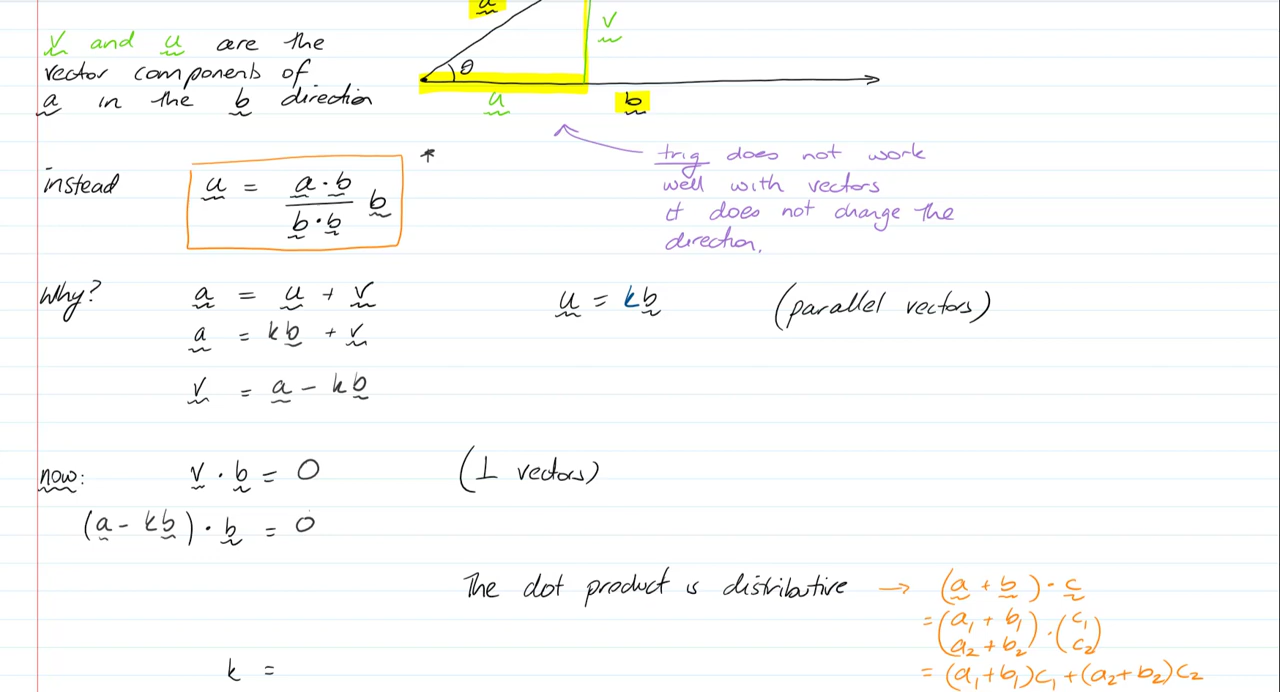 a
v
v and u are the
vector components of
a in the b direction
θ
u
b
trig does not work
well with vectors
it does not change the
direction.
instead u = a · b / b · b b *
Why? a = u + v u = kb (parallel vectors)
a = kb + v
v = a - kb
now: v · b = 0 (⊥ vectors)
(a - kb) · b = 0
The dot product is distributive → (a + b) · c
= (a₁ + b₁ a₂ + b₂) · (c₁ c₂)
k =
= (a₁+b₁)c₁ + (a₂+b₂)c₂